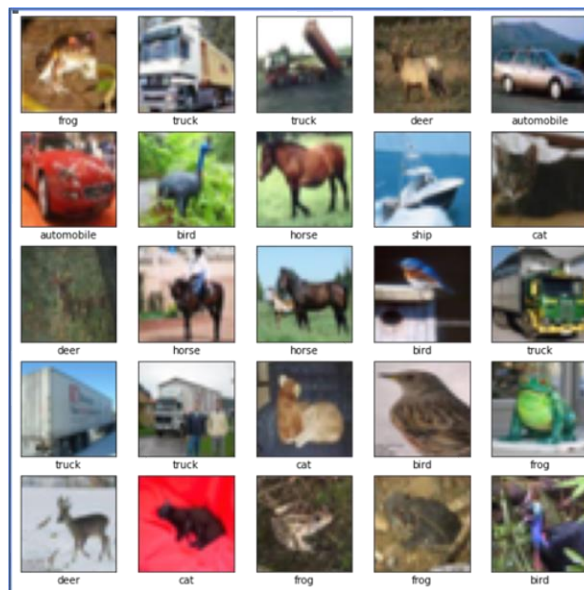 frog truck truck deer automobile
automobile bird horse ship cat
deer horse horse bird truck
truck truck cat bird frog
deer cat frog frog bird